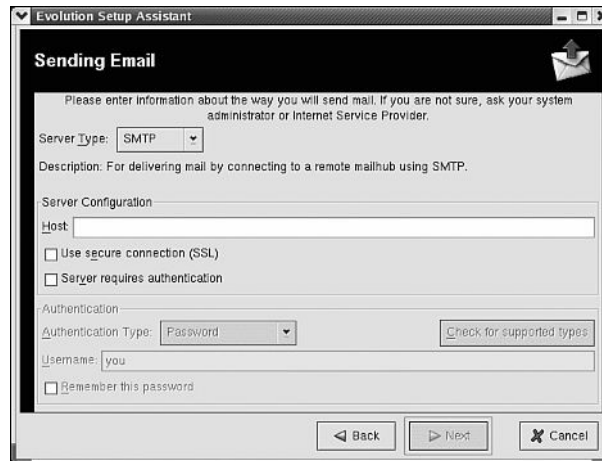 Evolution Setup Assistant
Sending Email
Please enter information about the way you will send mail. If you are not sure, ask your system
administrator or Internet Service Provider.
Server Type: SMTP
Description: For delivering mail by connecting to a remote mailhub using SMTP.
Server Configuration
Host:
Use secure connection (SSL)
Server requires authentication
Authentication
Authentication Type: Password Check for supported types
Username: you
Remember this password
Back Next Cancel